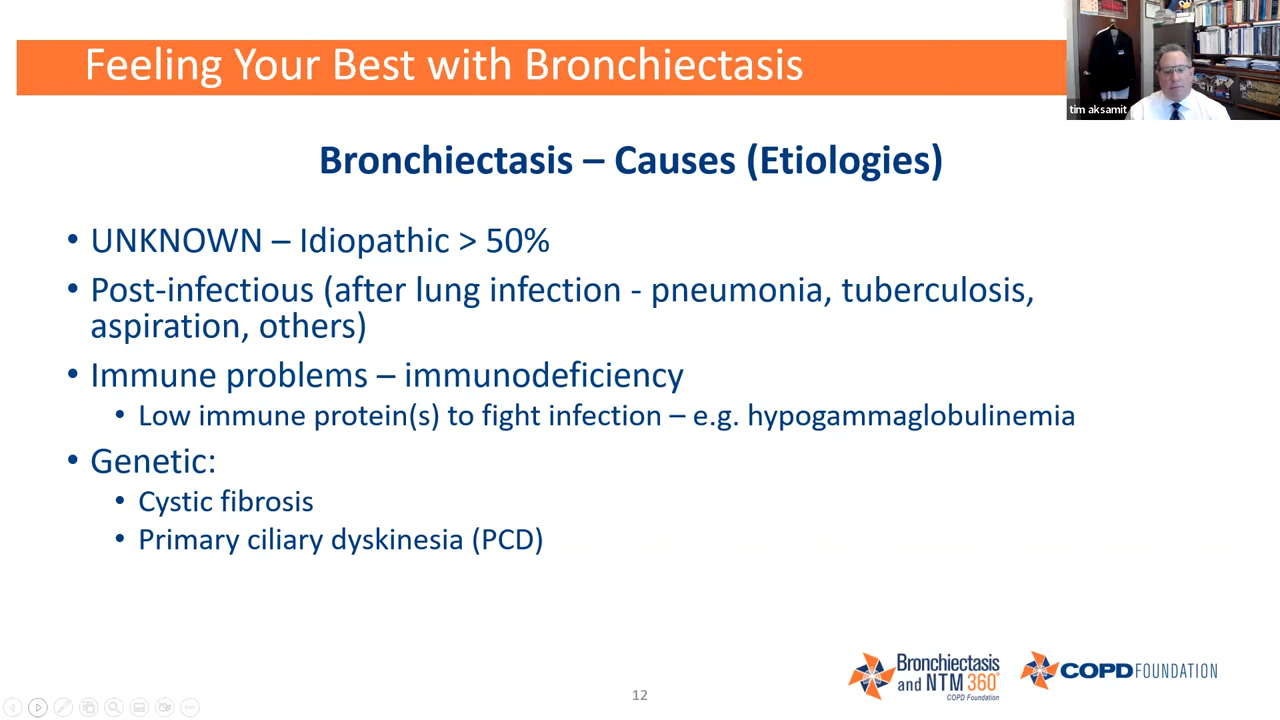 Feeling Your Best with Bronchiectasis
tim aksamit
Bronchiectasis – Causes (Etiologies)
• UNKNOWN – Idiopathic > 50%
• Post-infectious (after lung infection - pneumonia, tuberculosis,
aspiration, others)
• Immune problems – immunodeficiency
• Low immune protein(s) to fight infection – e.g. hypogammaglobulinemia
• Genetic:
• Cystic fibrosis
• Primary ciliary dyskinesia (PCD)
Bronchiectasis
and NTM 360°
COPD Foundation
COPD FOUNDATION
12